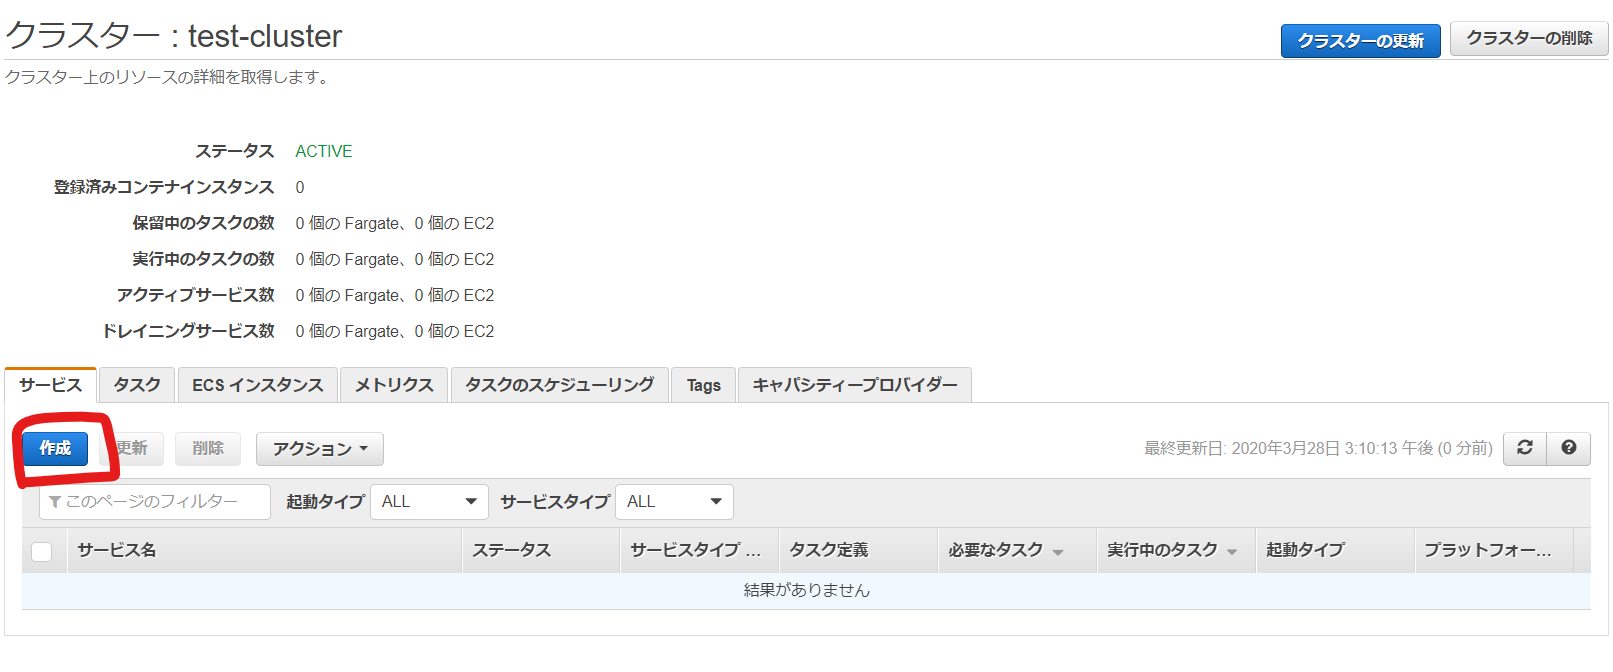 クラスター : test-cluster
クラスターの更新 クラスターの削除
クラスター上のリソースの詳細を取得します。
ステータス ACTIVE
登録済みコンテナインスタンス 0
保留中のタスクの数 0 個の Fargate、0 個の EC2
実行中のタスクの数 0 個の Fargate、0 個の EC2
アクティブサービス数 0 個の Fargate、0 個の EC2
ドレイニングサービス数 0 個の Fargate、0 個の EC2
サービス タスク ECS インスタンス メトリクス タスクのスケジューリング Tags キャパシティープロバイダー
作成 更新 削除 アクション 最終更新日: 2020年3月28日 3:10:13 午後 (0 分前)
このページのフィルター 起動タイプ ALL サービスタイプ ALL
サービス名 ステータス サービスタイプ ... タスク定義 必要なタスク 実行中のタスク 起動タイプ プラットフォー...
結果がありません